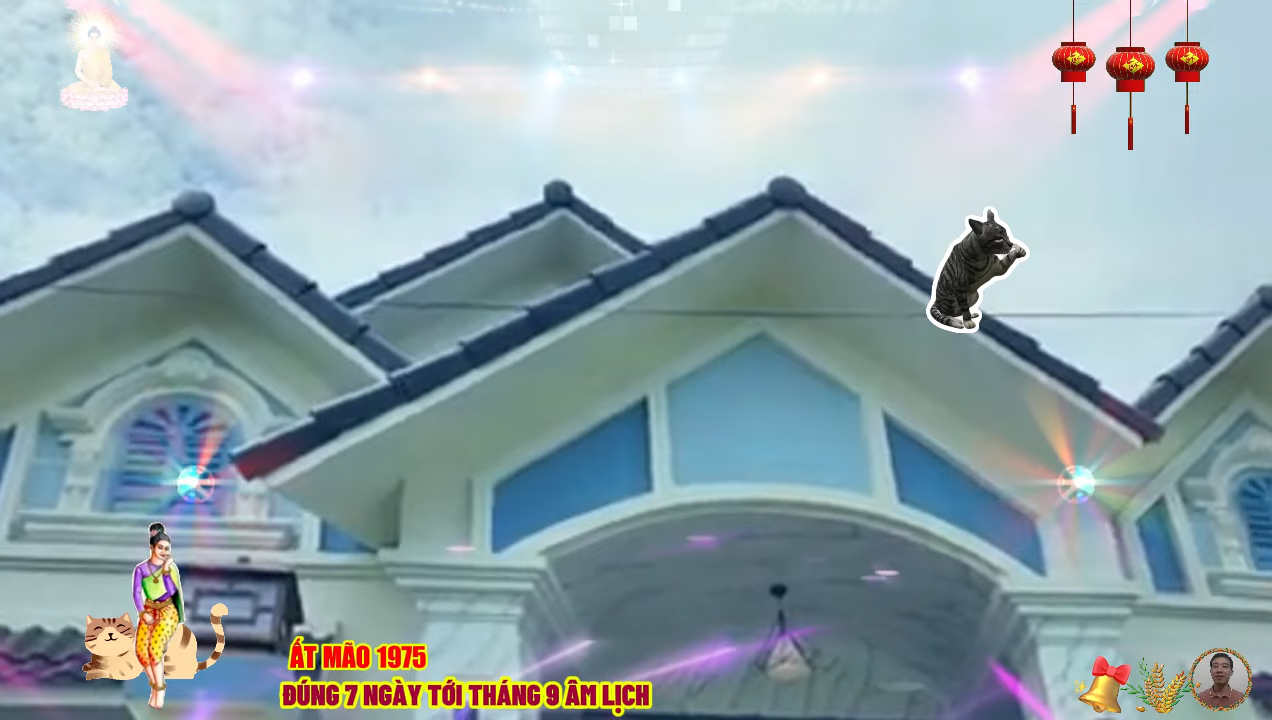 ẤT MÃO 1975
ĐÚNG 7 NGÀY TỚI THÁNG 9 ÂM LỊCH